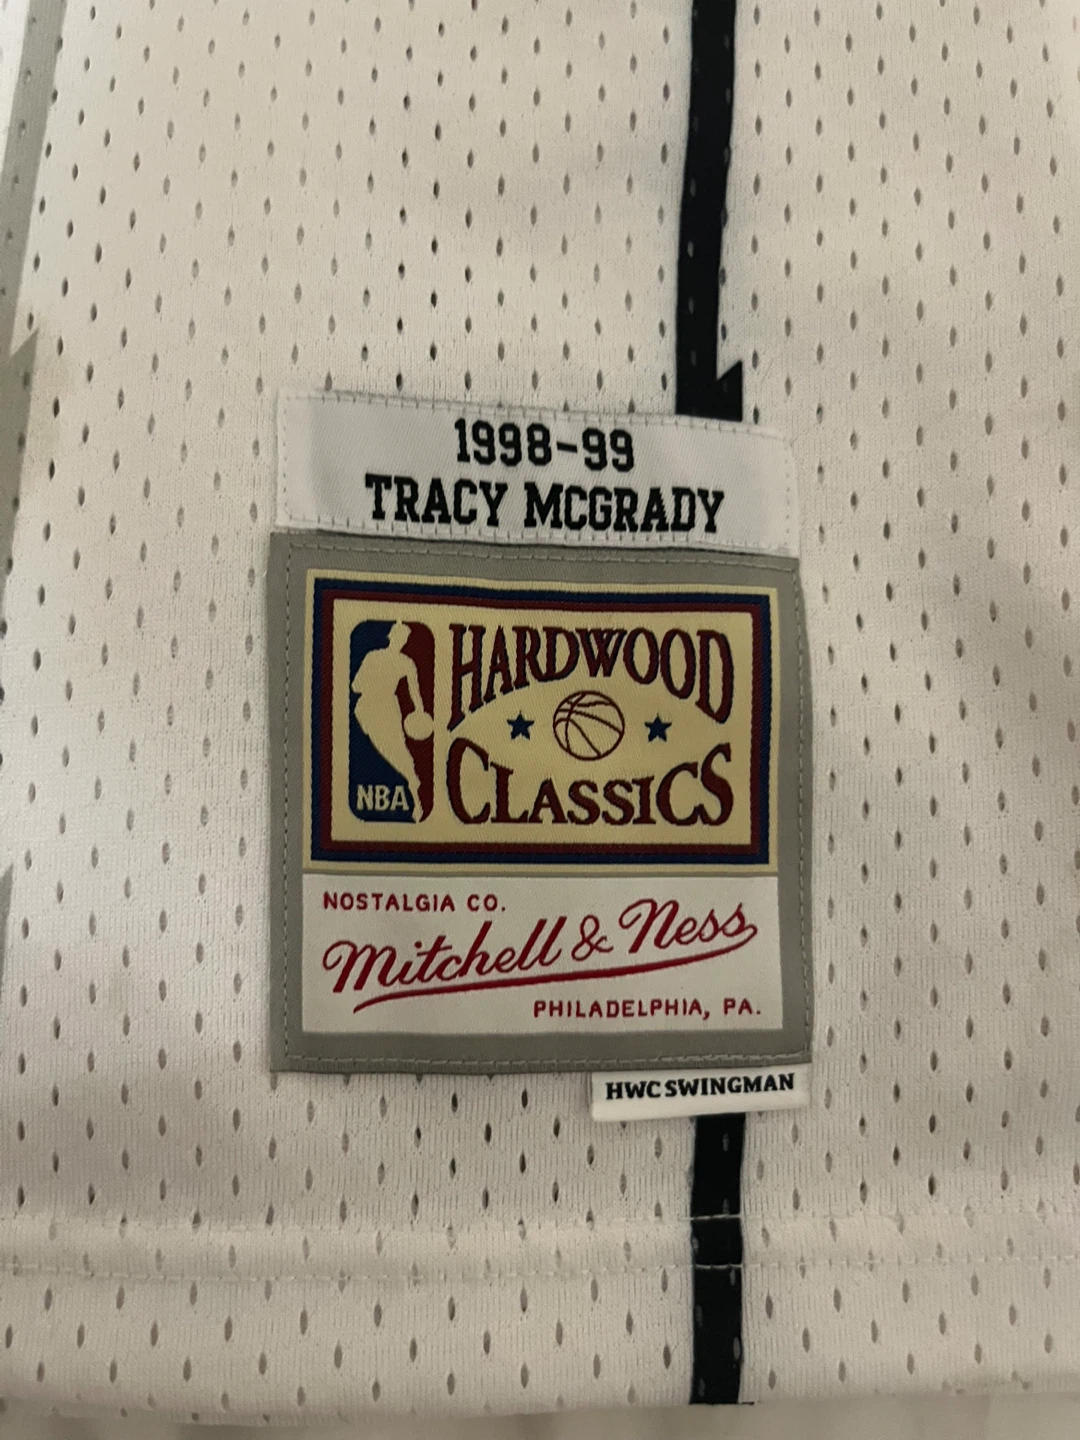 1998-99
TRACY MCGRADY
HARDWOOD
CLASSICS
NBA
NOSTALGIA CO.
Mitchell & Ness
PHILADELPHIA, PA.
HWC SWINGMAN